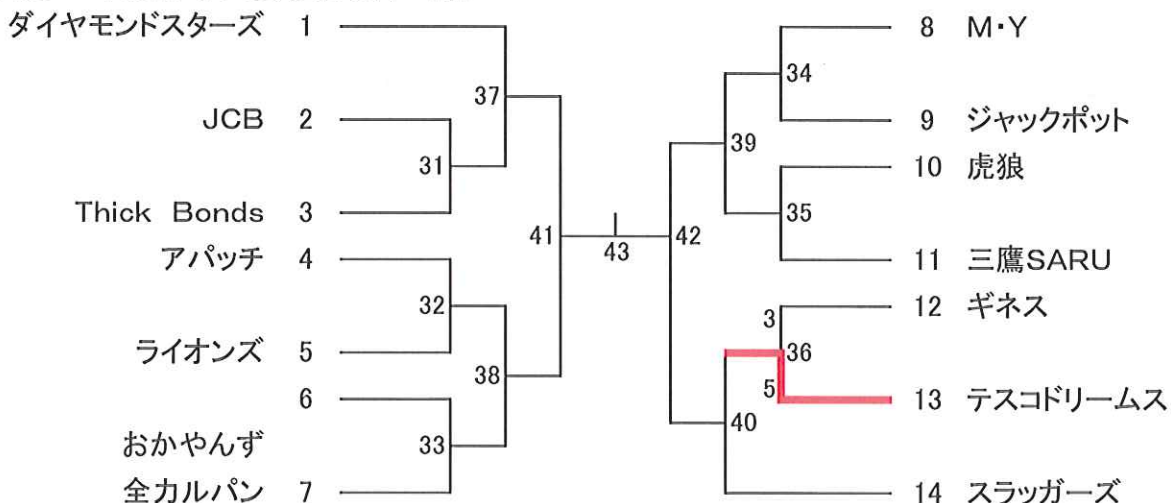 ダイヤモンドスターズ 1
JCB 2
Thick Bonds 3
アパッチ 4
ライオンズ 5
6
おかやんず
全力ルパン 7
37
31
32
38
33
41
43
42
39
34
35
3
36
5
40
8 M・Y
9 ジャックポット
10 虎狼
11 三鷹SARU
12 ギネス
13 テスコドリームス
14 スラッガーズ